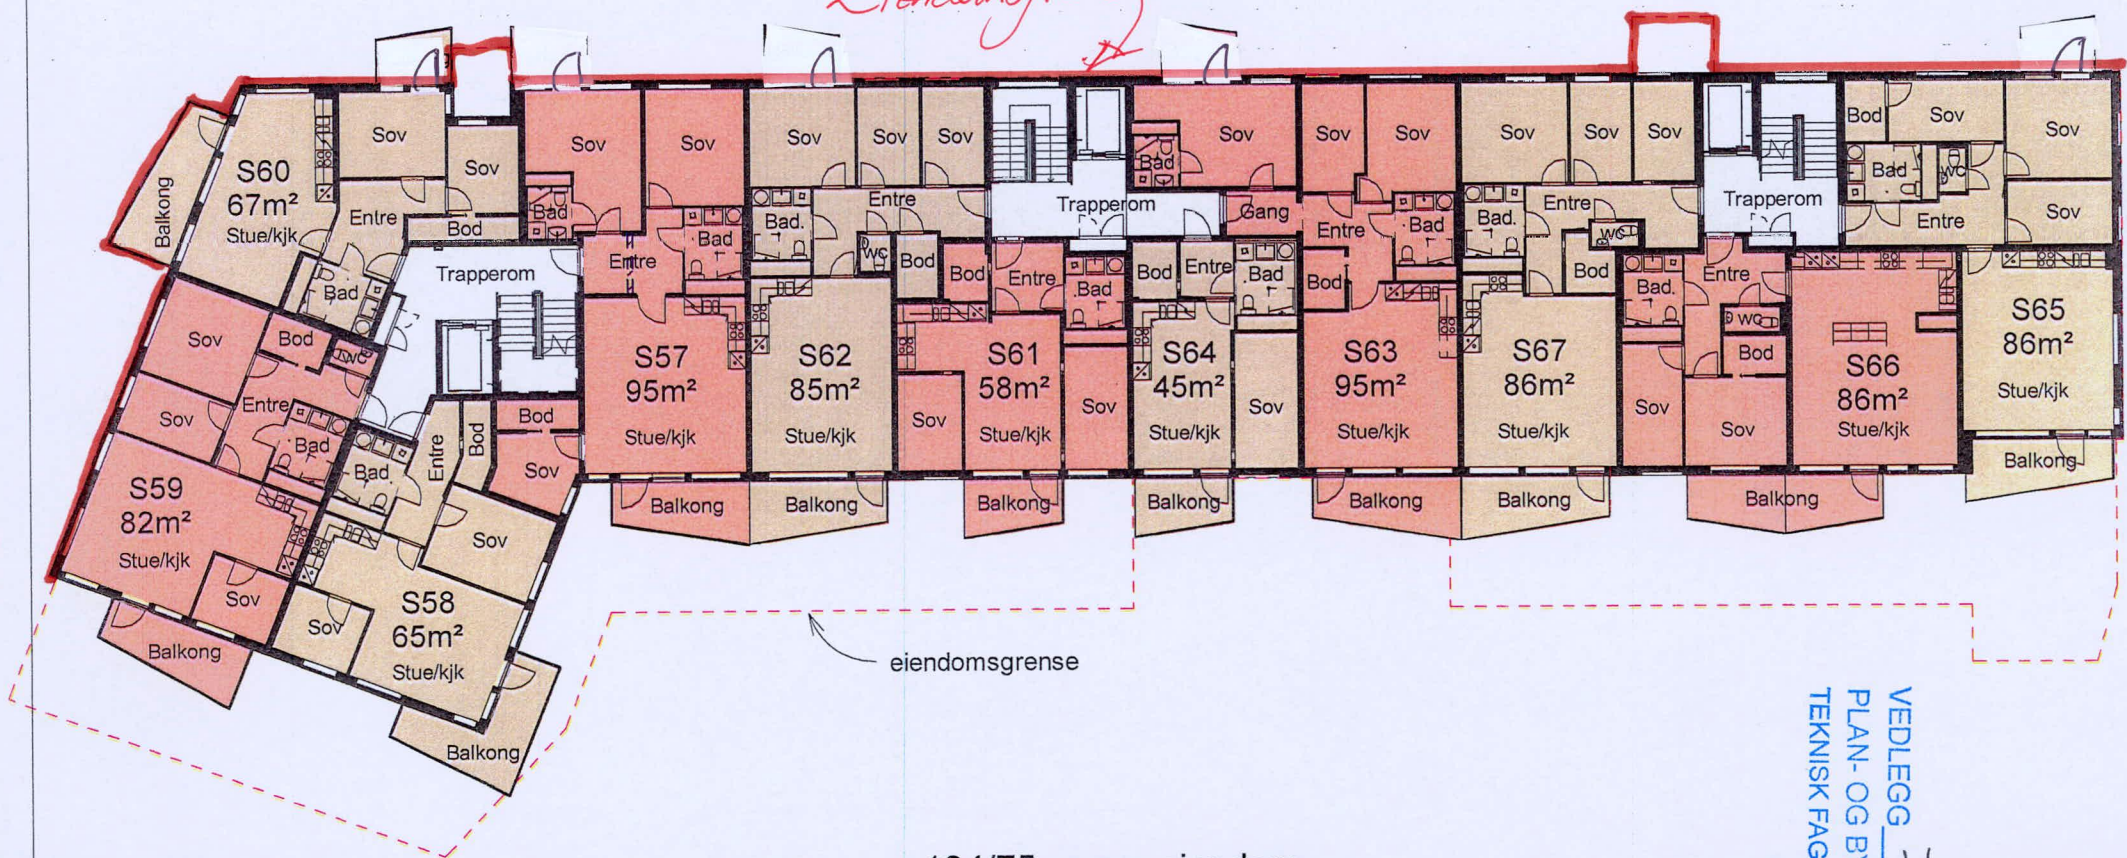 Balkong
S60
67m²
Stue/kjk
Sov
Sov
Entre
Bod
Bad
Trapperom
Sov
Bod
wc
Sov
Entre
Bad
S59
82m²
Stue/kjk
Sov
Balkong
Bad
Entre
Bod
Bod
Sov
Sov
S58
65m²
Stue/kjk
Sov
Balkong
Sov
Sov
Bad
Entre
Bad
S57
95m²
Stue/kjk
Balkong
Sov
Sov
Sov
Bad.
Entre
wc
Bod
S62
85m²
Stue/kjk
Balkong
Trapperom
Bod
Entre
Bad
S61
58m²
Stue/kjk
Sov
Sov
Balkong
Bod
Entre
Bad
S64
45m²
Stue/kjk
Sov
Balkong
Sov
Bad
Gang
Sov
Sov
Entre
Bad
Bod
S63
95m²
Stue/kjk
Balkong
Sov
Sov
Sov
Bad.
Entre
wc
Bod
S67
86m²
Stue/kjk
Balkong
Trapperom
Bad.
Entre
wc
Bod
Sov
Sov
S66
86m²
Stue/kjk
Balkong
Bod
Sov
Sov
Bad
wc
Entre
Sov
S65
86m²
Stue/kjk
Balkong
eiendomsgrense
VEDLEGG
PLAN- OG BY
TEKNISK FAG